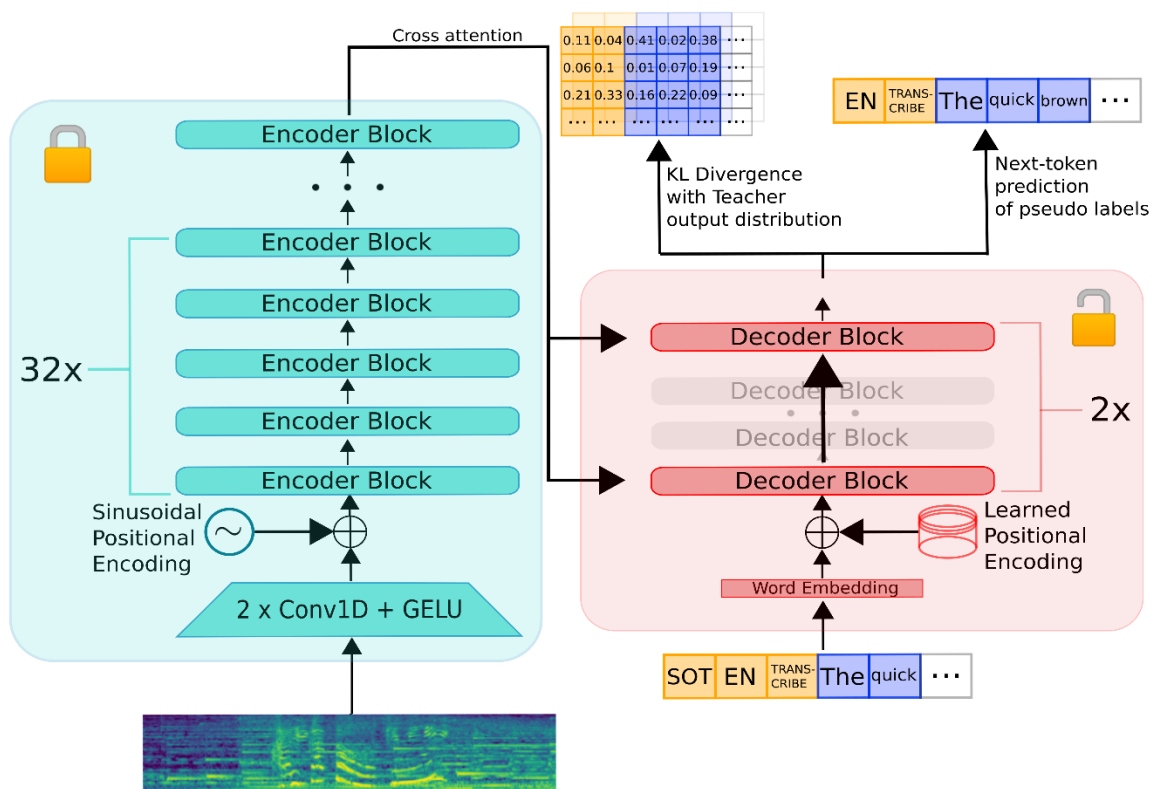 Cross attention
0.11 0.04 0.41 0.02 0.38 ...
0.06 0.1 0.01 0.07 0.19 ...
0.21 0.33 0.16 0.22 0.09 ...
... ... ... ... ... ...
EN TRANS-CRIBE The quick brown ...
KL Divergence
with Teacher
output distribution
Next-token
prediction
of pseudo labels
Encoder Block
. . .
Encoder Block
Encoder Block
Encoder Block
Encoder Block
Encoder Block
32x
Sinusoidal
Positional
Encoding
2 x Conv1D + GELU
Decoder Block
Decoder Block
. . .
Decoder Block
Decoder Block
2x
Learned
Positional
Encoding
Word Embedding
SOT EN TRANS-CRIBE The quick ...